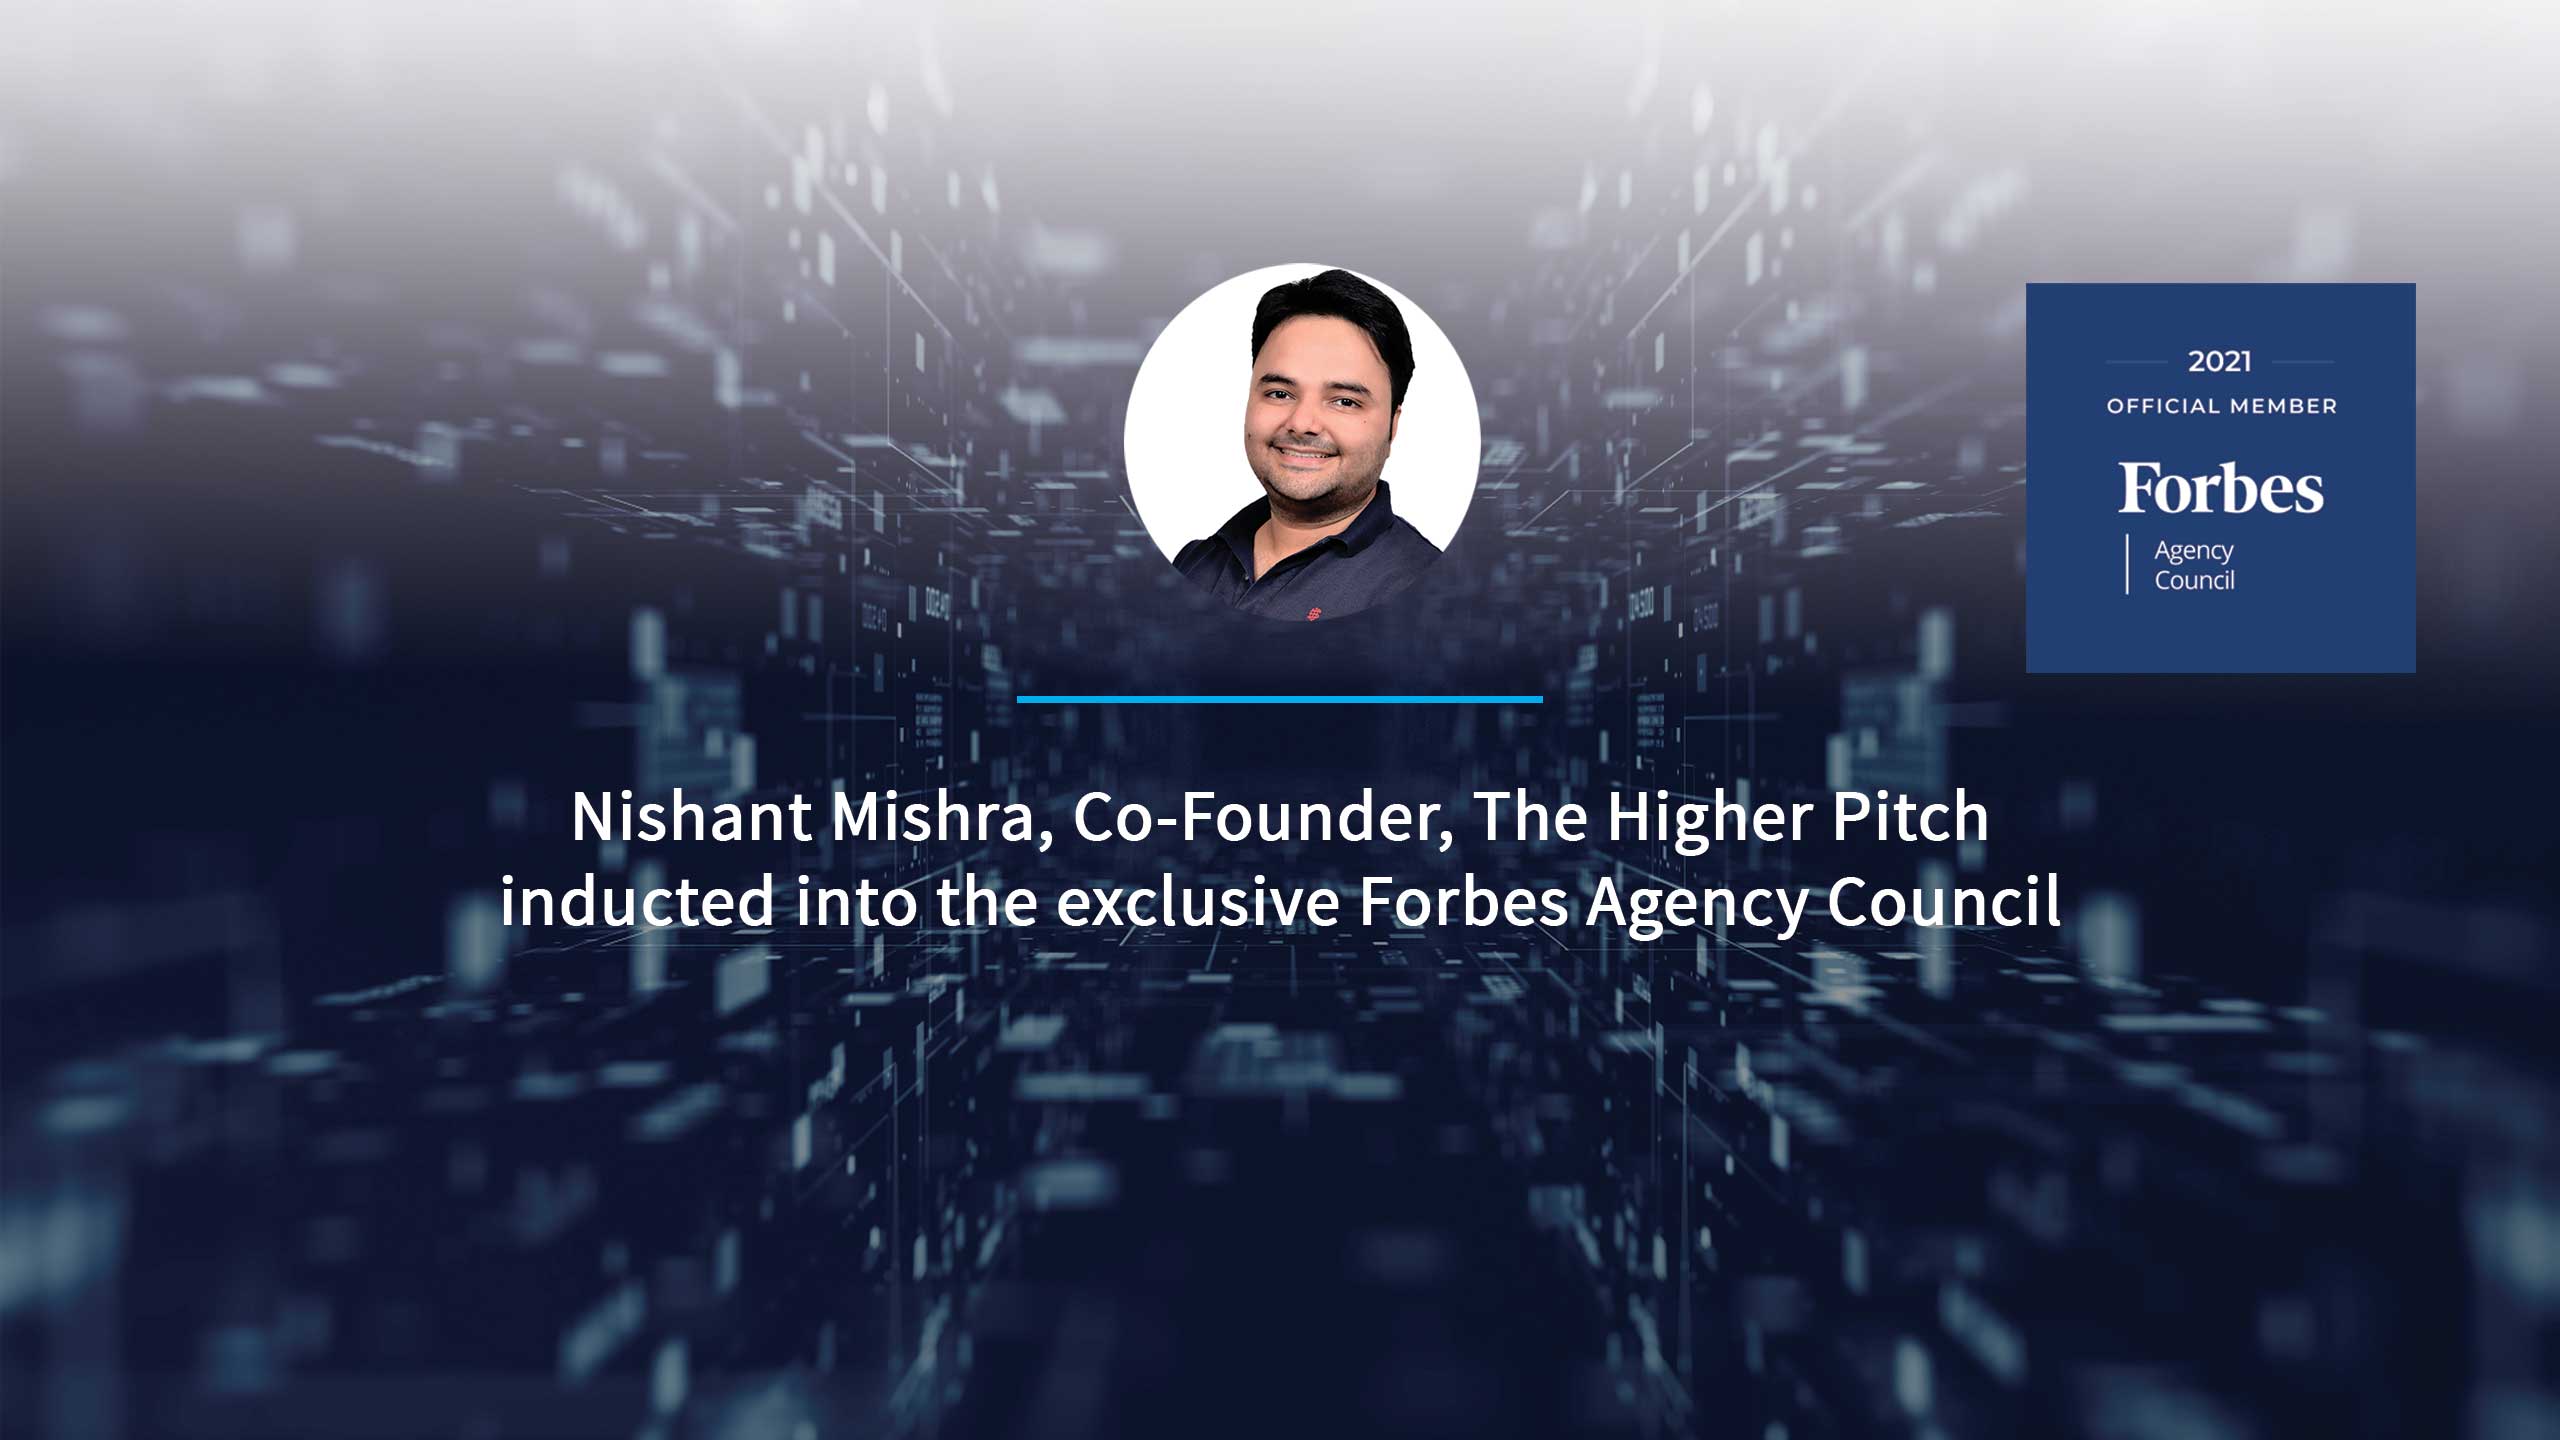 2021
OFFICIAL MEMBER
Forbes
Agency
Council
Nishant Mishra, Co-Founder, The Higher Pitch
inducted into the exclusive Forbes Agency Council